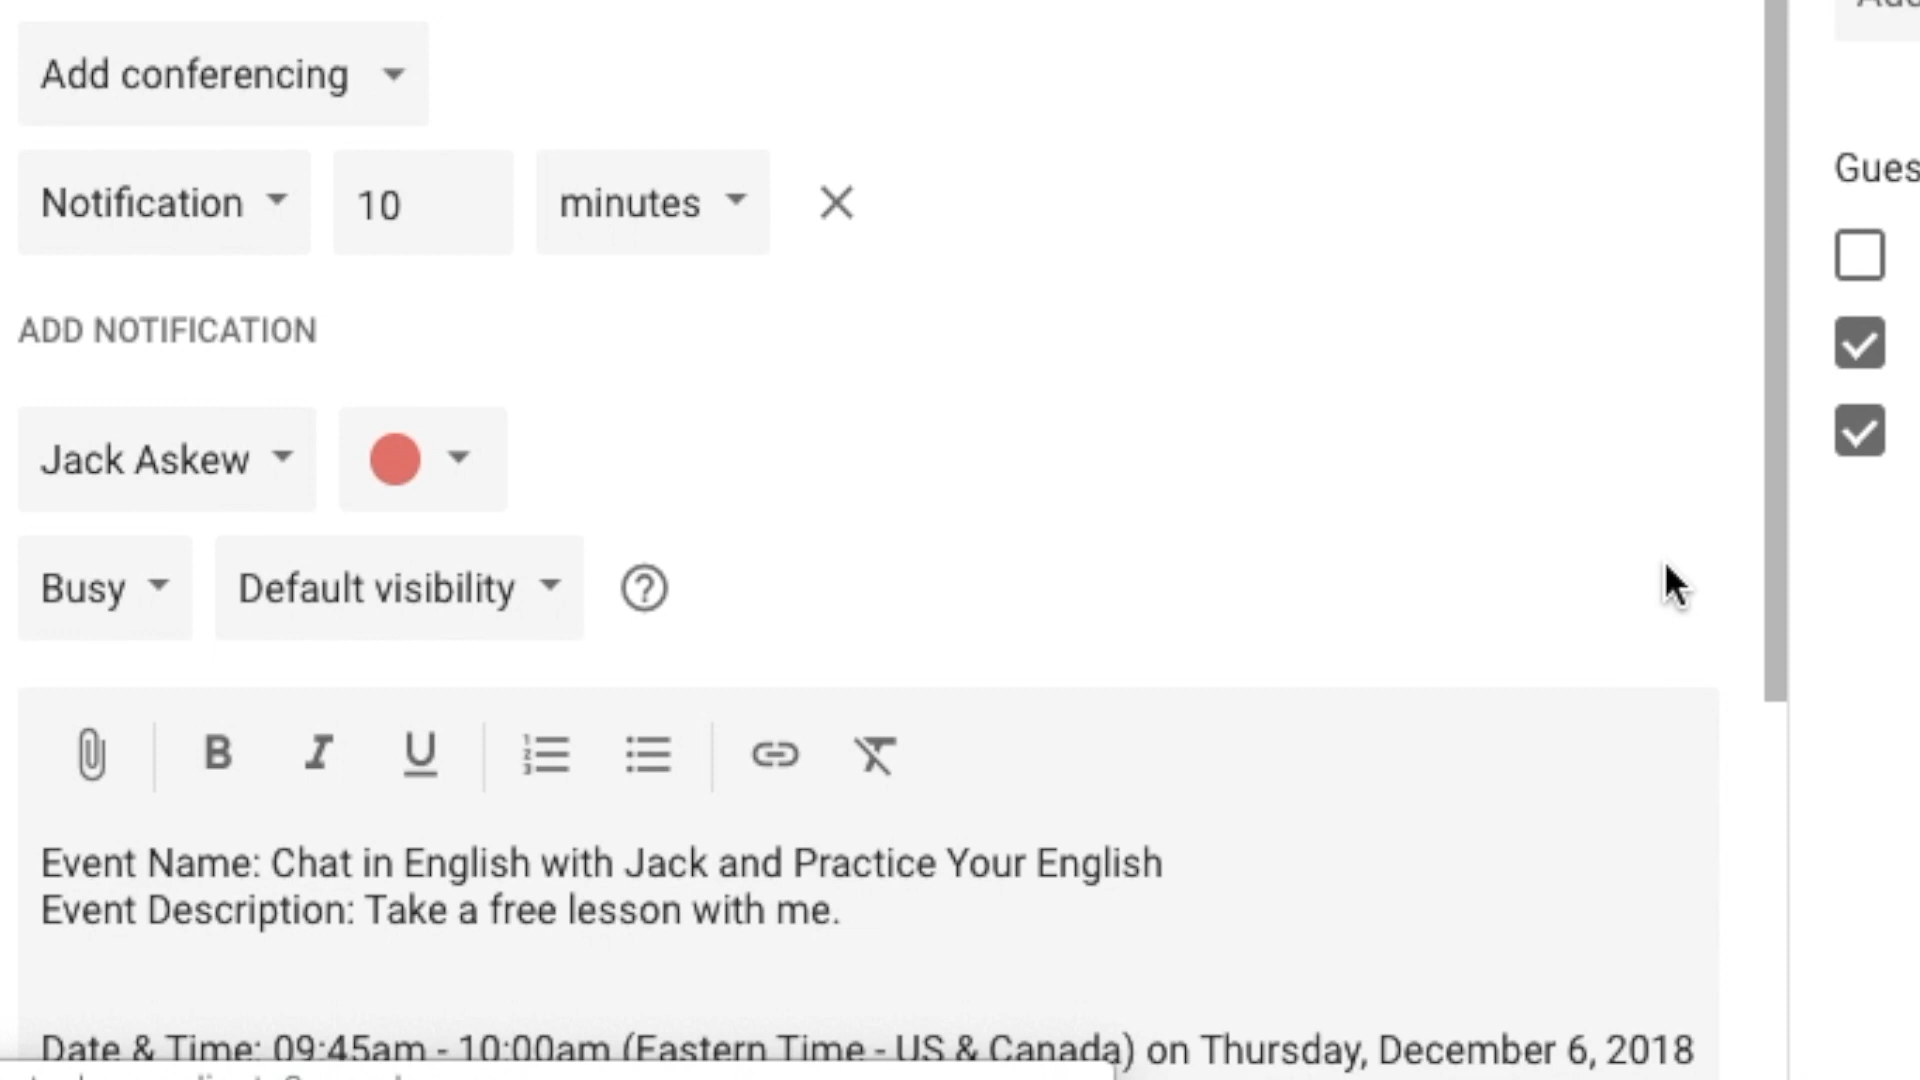 Add conferencing
Notification 10 minutes
ADD NOTIFICATION
Jack Askew
Busy Default visibility
B I U
Event Name: Chat in English with Jack and Practice Your English
Event Description: Take a free lesson with me.
Date & Time: 09:45am - 10:00am (Eastern Time - US & Canada) on Thursday, December 6, 2018
Gues